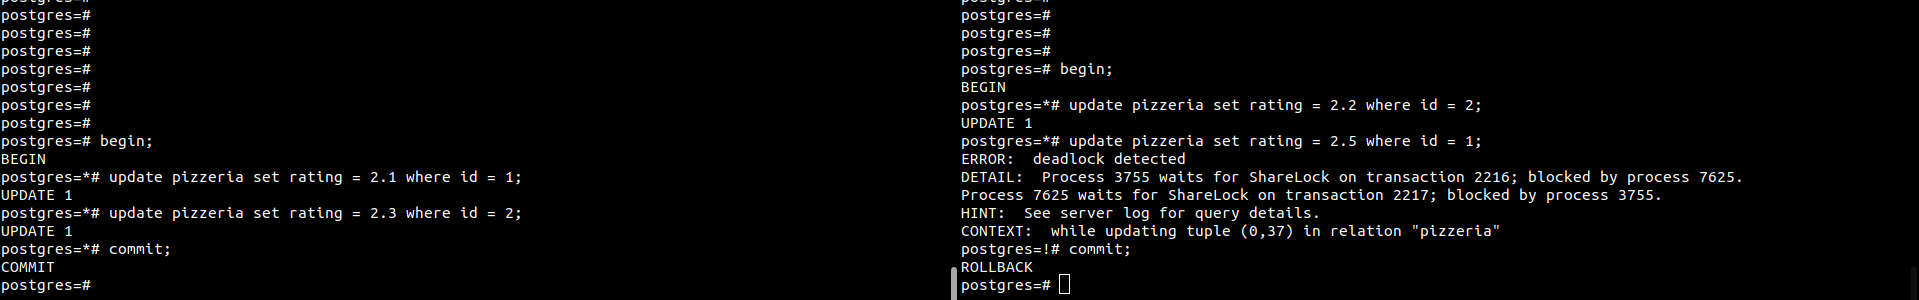 postgres=#
postgres=#
postgres=#
postgres=#
postgres=#
postgres=#
postgres=#
postgres=# begin;
BEGIN
postgres=*# update pizzeria set rating = 2.1 where id = 1;
UPDATE 1
postgres=*# update pizzeria set rating = 2.3 where id = 2;
UPDATE 1
postgres=*# commit;
COMMIT
postgres=#
postgres=#
postgres=#
postgres=#
postgres=# begin;
BEGIN
postgres=*# update pizzeria set rating = 2.2 where id = 2;
UPDATE 1
postgres=*# update pizzeria set rating = 2.5 where id = 1;
ERROR:  deadlock detected
DETAIL:  Process 3755 waits for ShareLock on transaction 2216; blocked by process 7625.
Process 7625 waits for ShareLock on transaction 2217; blocked by process 3755.
HINT:  See server log for query details.
CONTEXT:  while updating tuple (0,37) in relation "pizzeria"
postgres=!# commit;
ROLLBACK
postgres=#